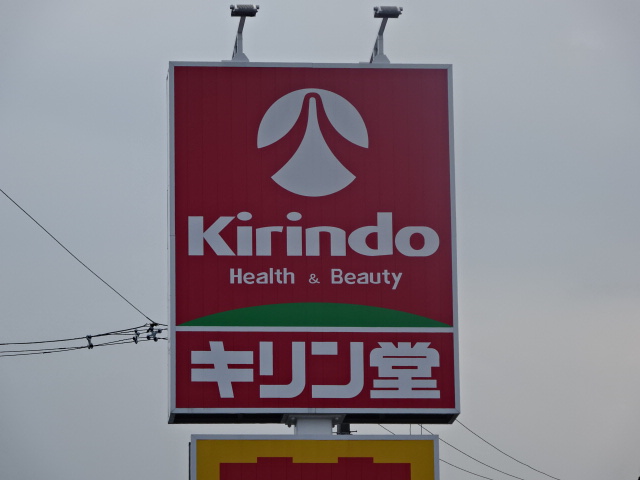 Kirindo
Health & Beauty
キリン堂